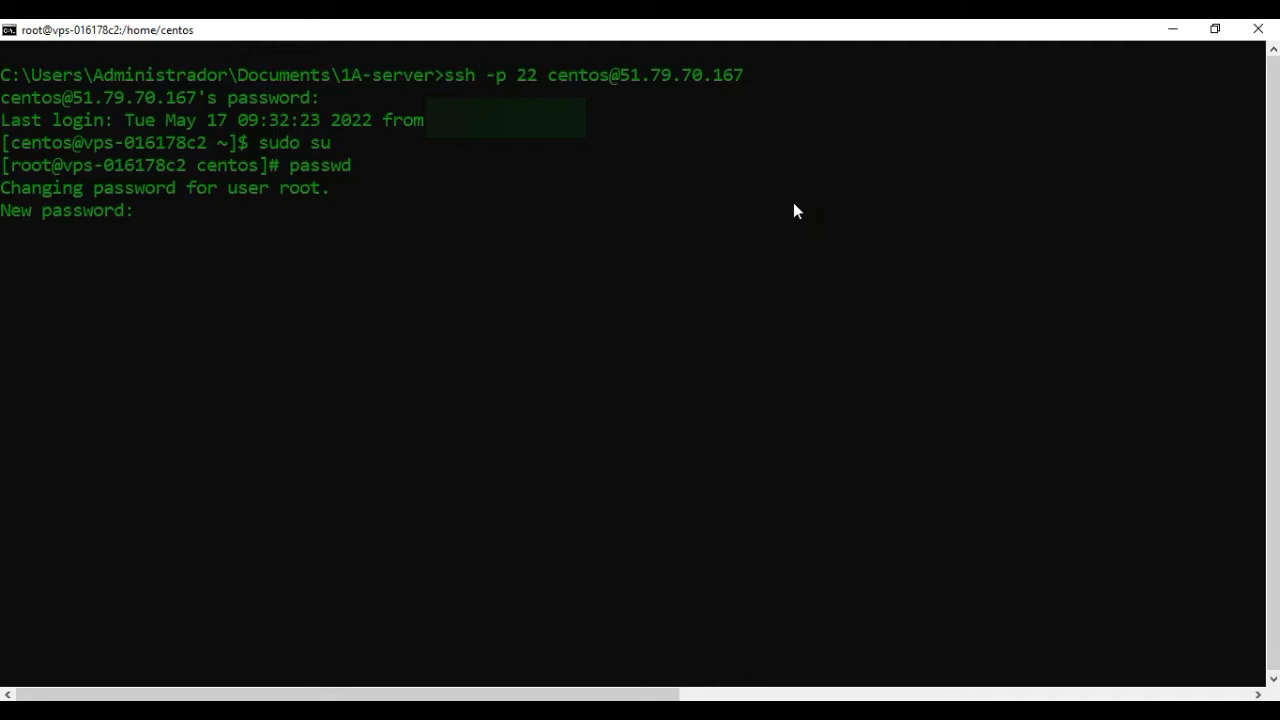 root@vps-016178c2:/home/centos
C:\Users\Administrador\Documents\1A-server>ssh -p 22 centos@51.79.70.167
centos@51.79.70.167's password:
Last login: Tue May 17 09:32:23 2022 from
[centos@vps-016178c2 ~]$ sudo su
[root@vps-016178c2 centos]# passwd
Changing password for user root.
New password: